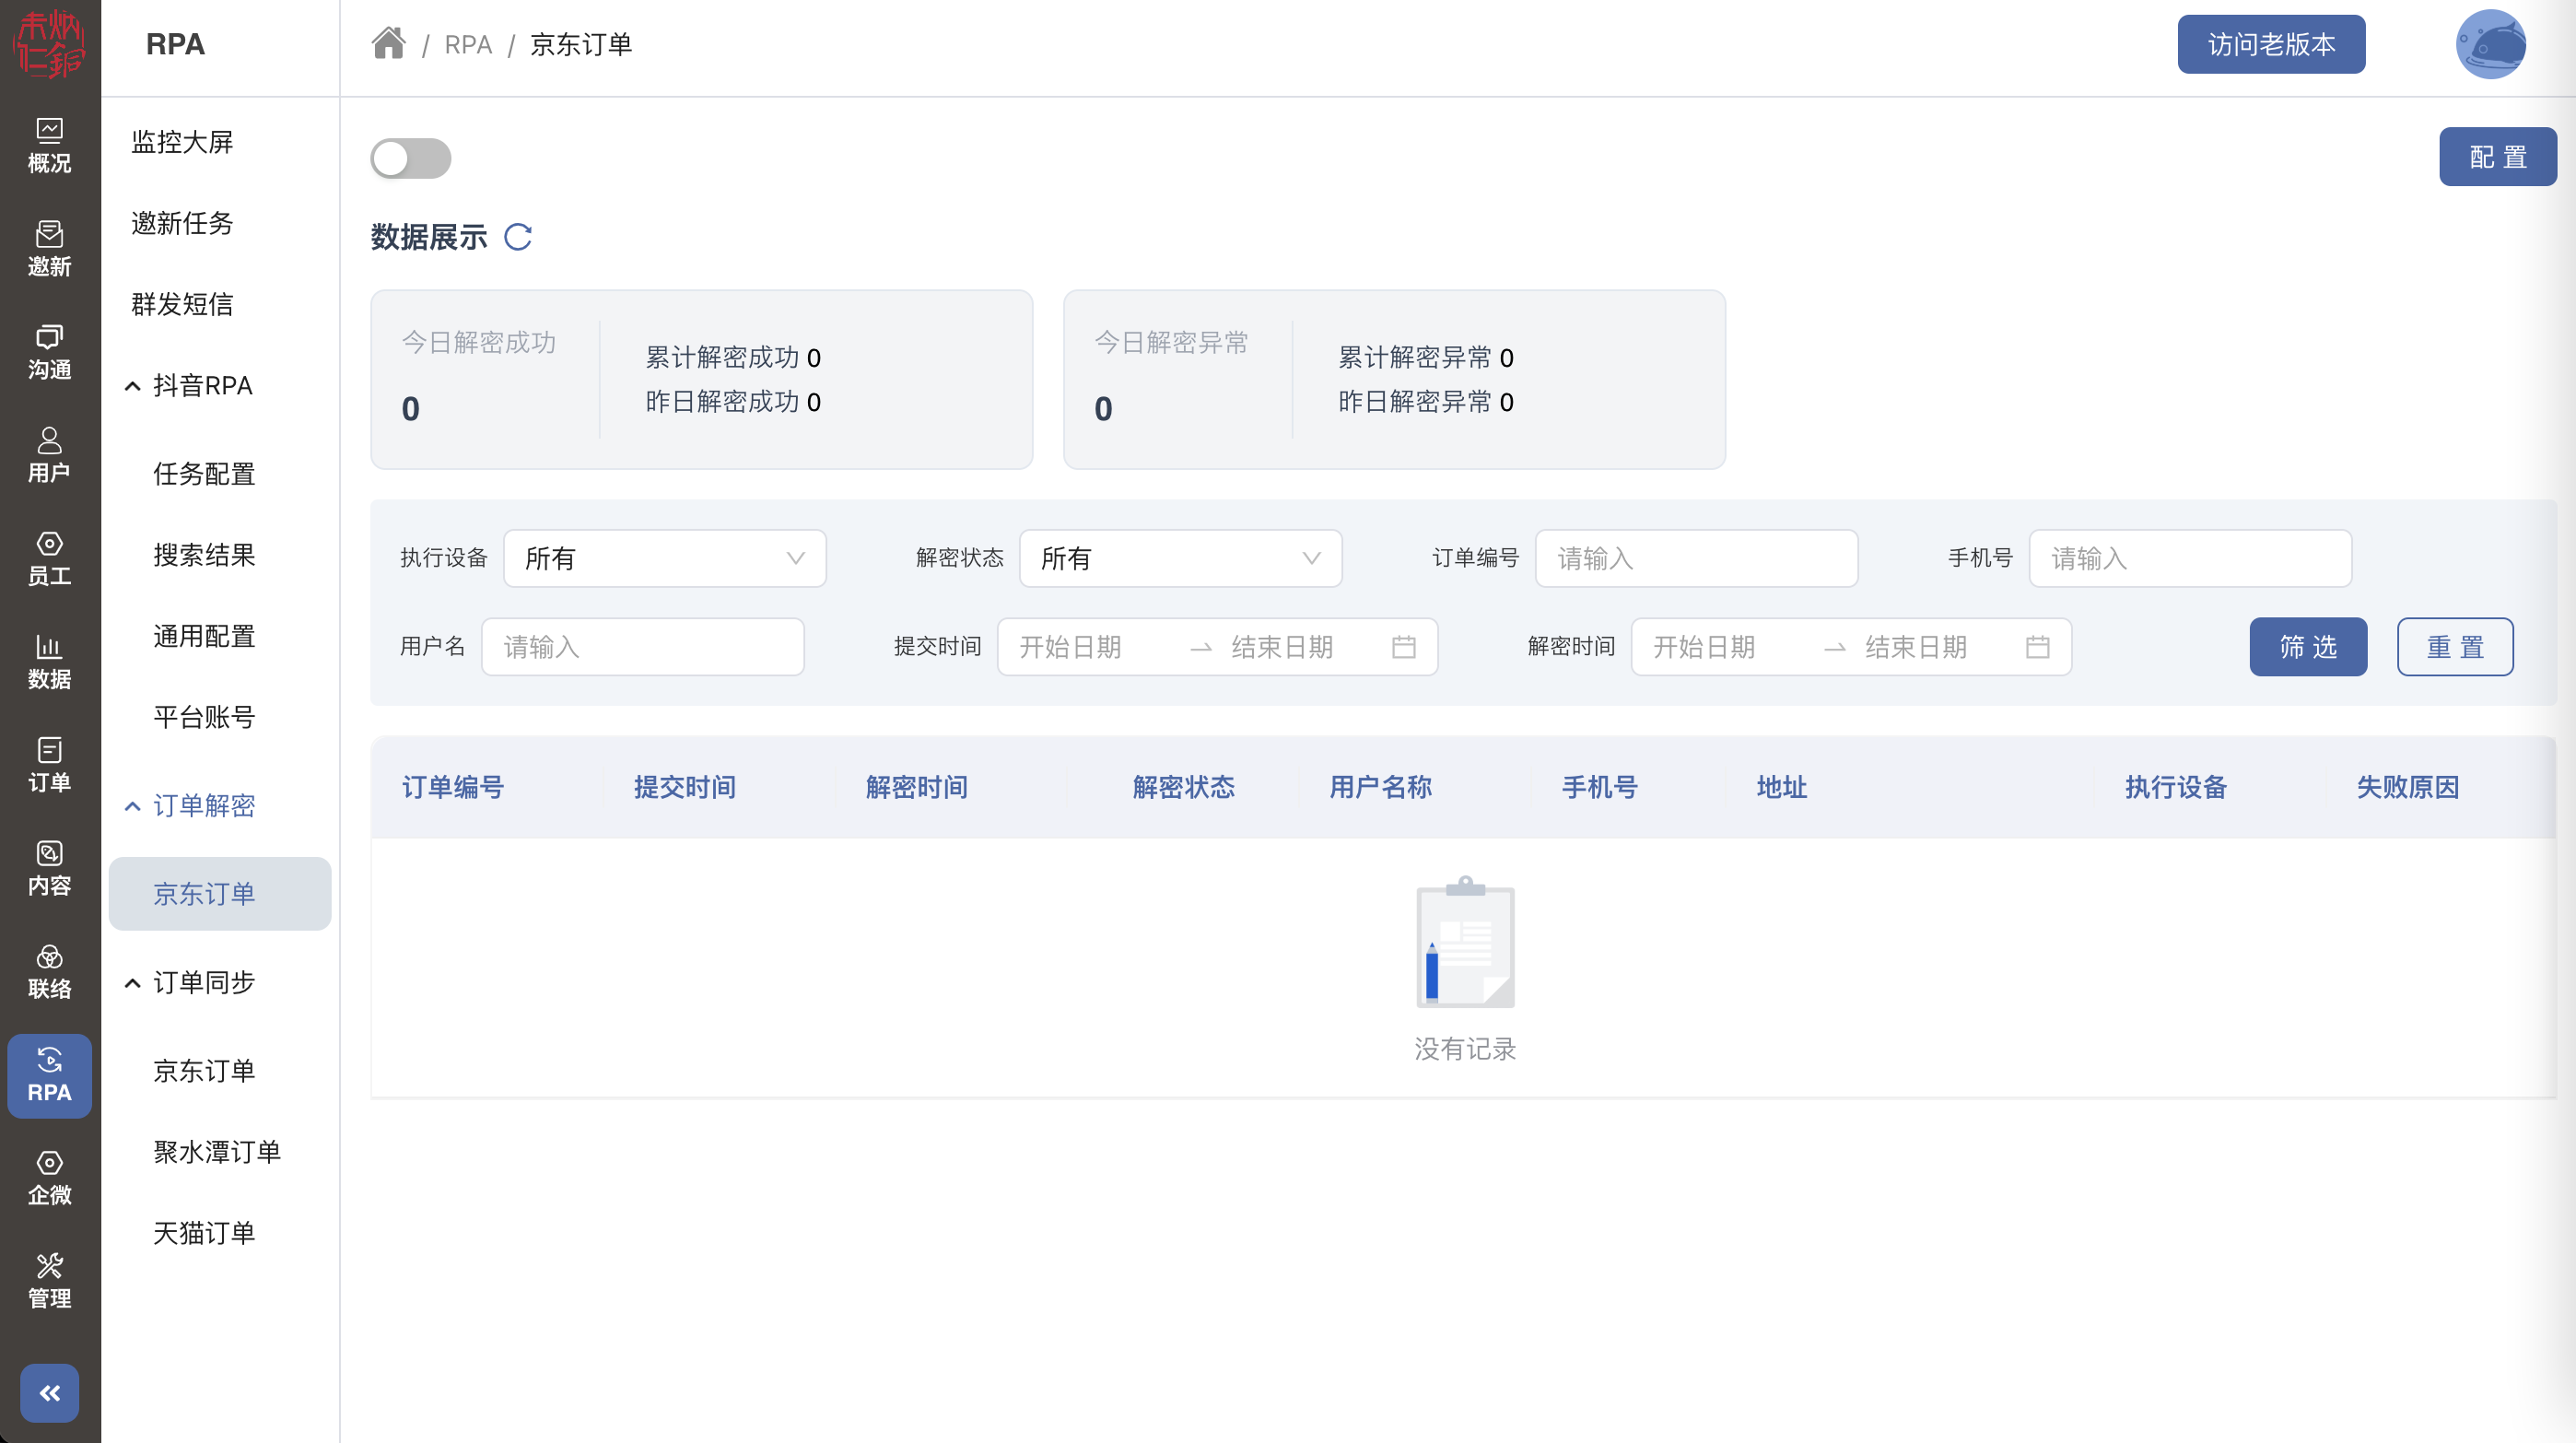 RPA
/ RPA / 京东订单
访问老版本
概况
邀新
沟通
用户
员工
数据
订单
内容
联络
RPA
企微
管理
监控大屏
邀新任务
群发短信
抖音RPA
任务配置
搜索结果
通用配置
平台账号
订单解密
京东订单
订单同步
京东订单
聚水潭订单
天猫订单
配置
数据展示
今日解密成功
0
累计解密成功 0
昨日解密成功 0
今日解密异常
0
累计解密异常 0
昨日解密异常 0
执行设备 所有 解密状态 所有 订单编号 请输入 手机号 请输入
用户名 请输入 提交时间 开始日期 结束日期 解密时间 开始日期 结束日期 筛选 重置
订单编号 提交时间 解密时间 解密状态 用户名称 手机号 地址 执行设备 失败原因
没有记录